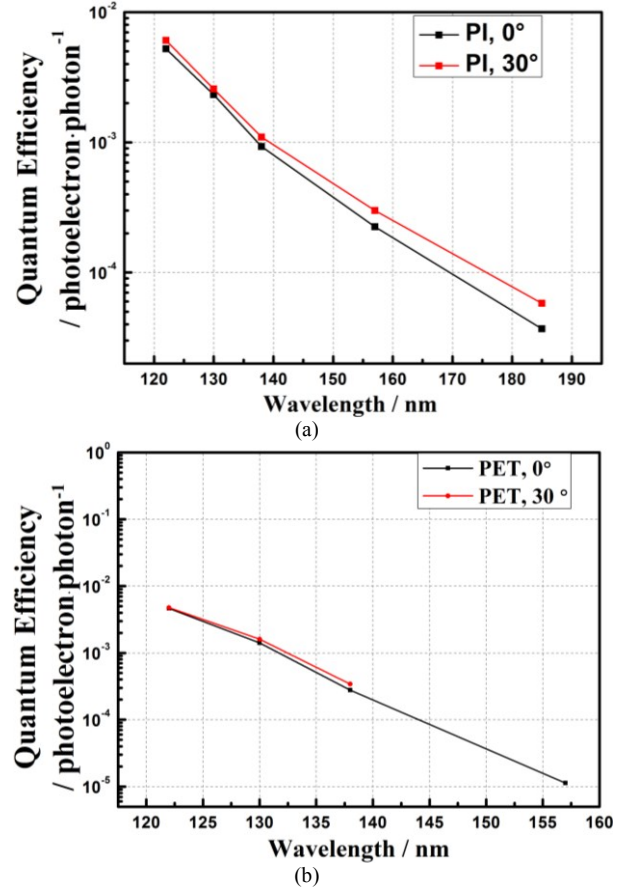 PI, 0°
PI, 30°
Quantum Efficiency
/ photoelectron·photon⁻¹
10⁻²
10⁻³
10⁻⁴
120 130 140 150 160 170 180 190
Wavelength / nm
(a)
PET, 0°
PET, 30 °
Quantum Efficiency
/ photoelectron·photon⁻¹
10⁰
10⁻¹
10⁻²
10⁻³
10⁻⁴
10⁻⁵
120 125 130 135 140 145 150 155 160
Wavelength / nm
(b)